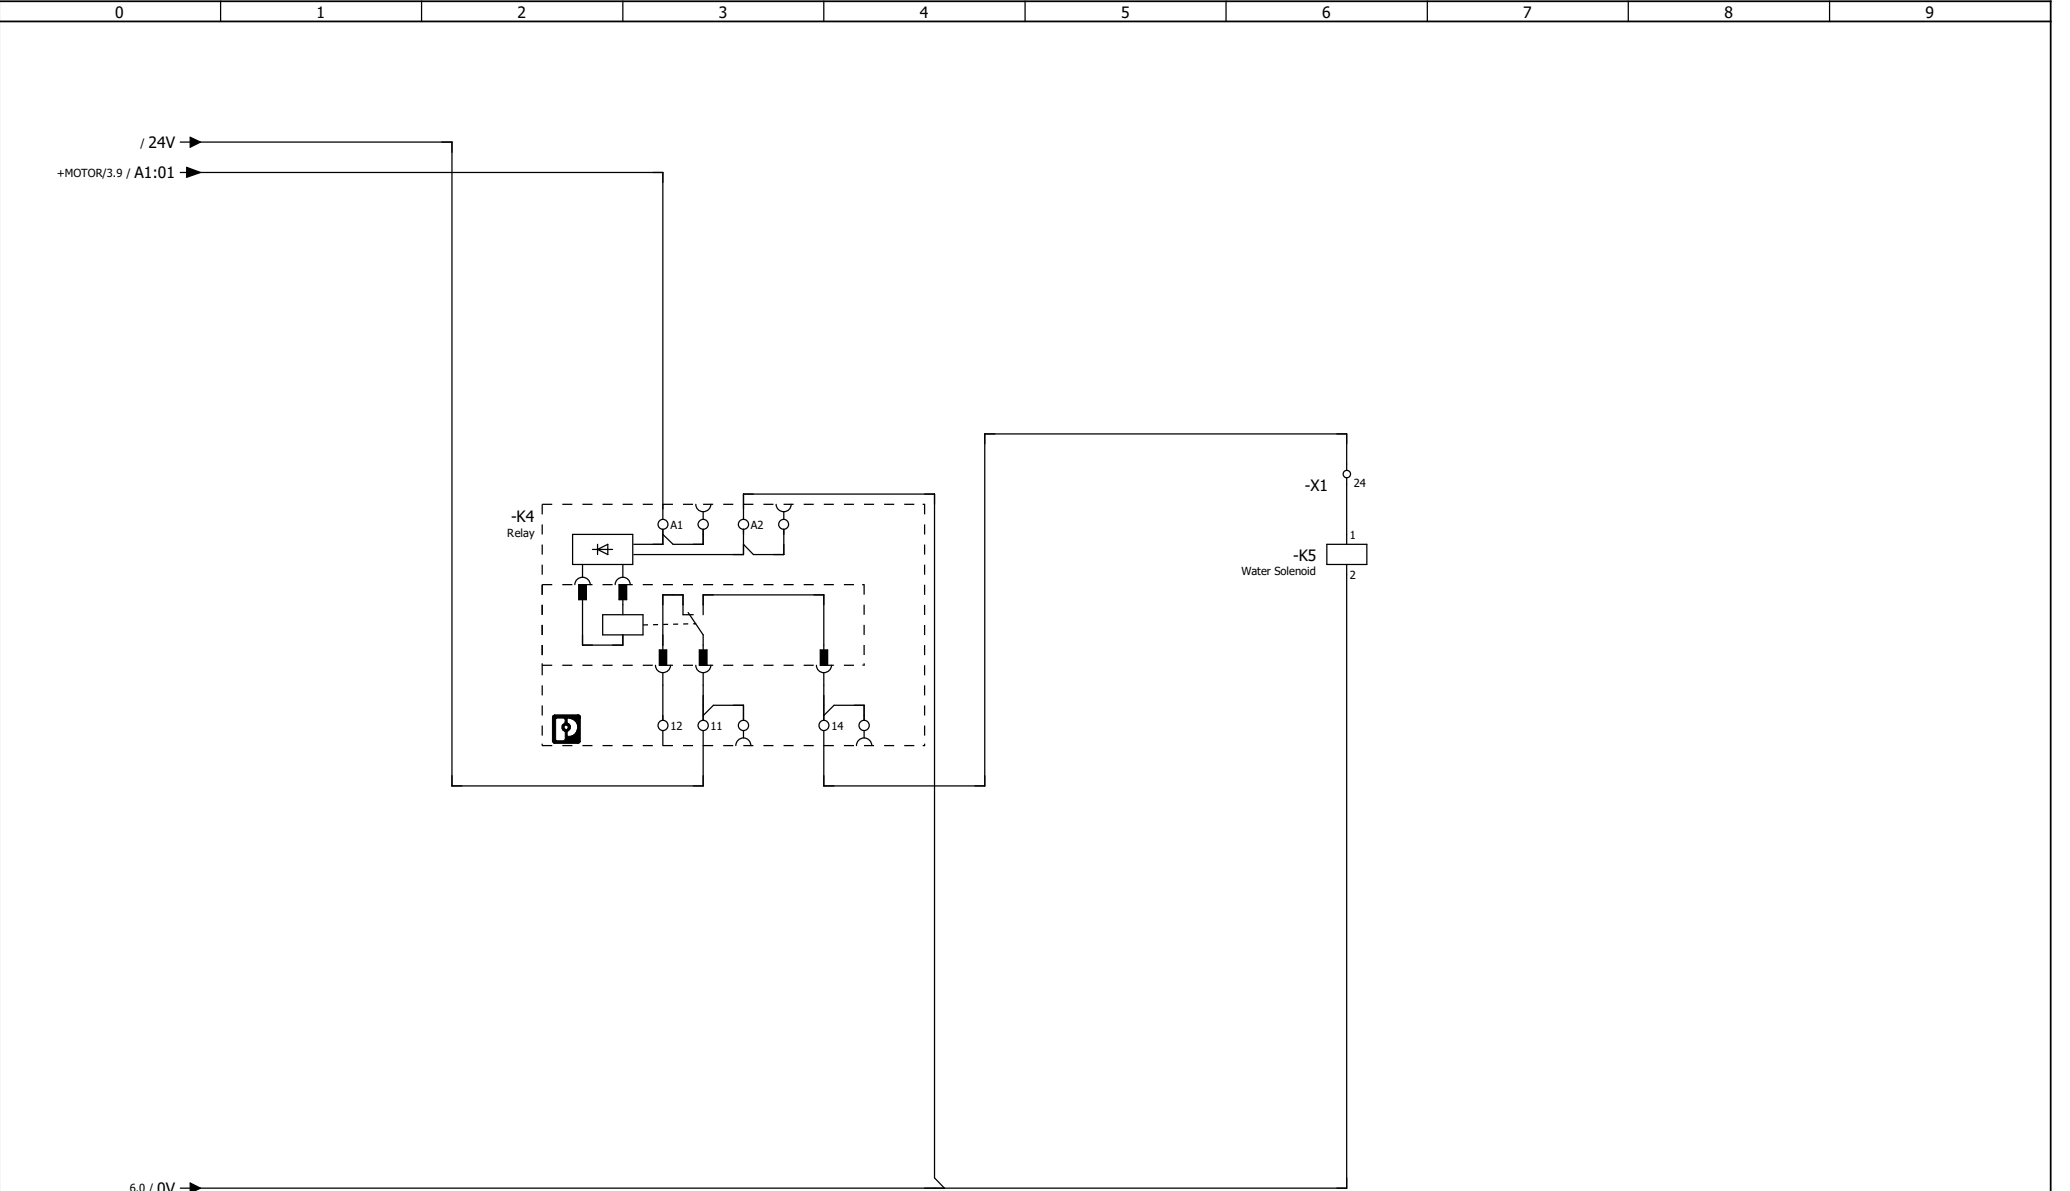 0 1 2 3 4 5 6 7 8 9
/ 24V
+MOTOR/3.9 / A1:01
-X1 24
-K4
Relay
A1 A2
1
-K5
Water Solenoid
2
12 11 14
6.0 / 0V